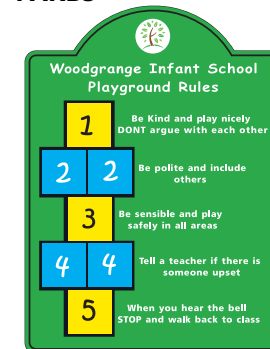 Woodgrange Infant School
Playground Rules
1
Be Kind and play nicely
DONT argue with each other
2 2
Be polite and include
others
3
Be sensible and play
safely in all areas
4 4
Tell a teacher if there is
someone upset
5
When you hear the bell
STOP and walk back to class